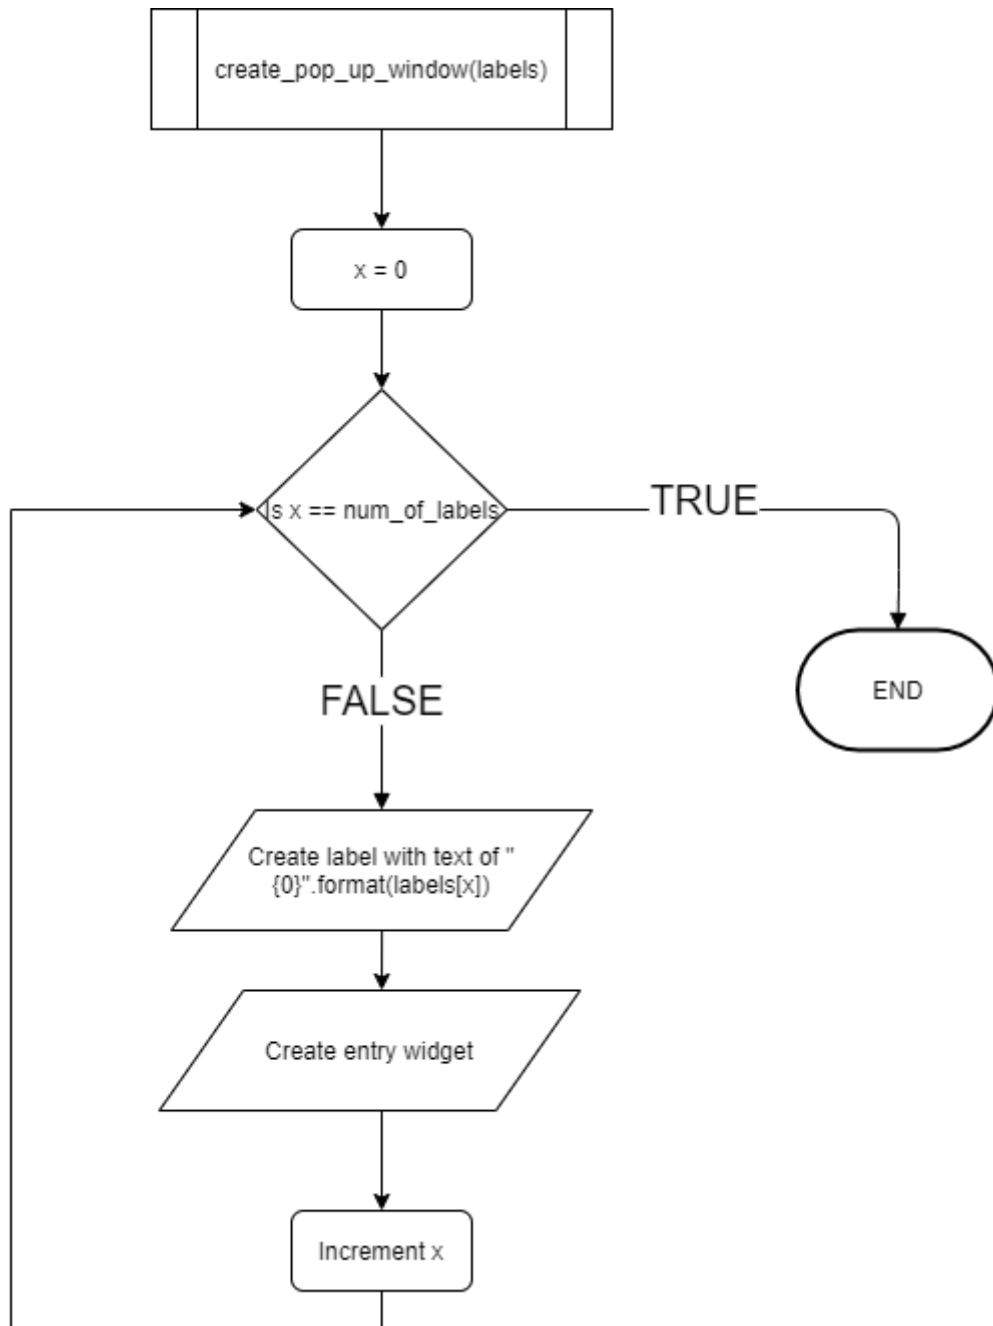 create_pop_up_window(labels)
x = 0
Is x == num_of_labels
TRUE
END
FALSE
Create label with text of "
{0}".format(labels[x])
Create entry widget
Increment x